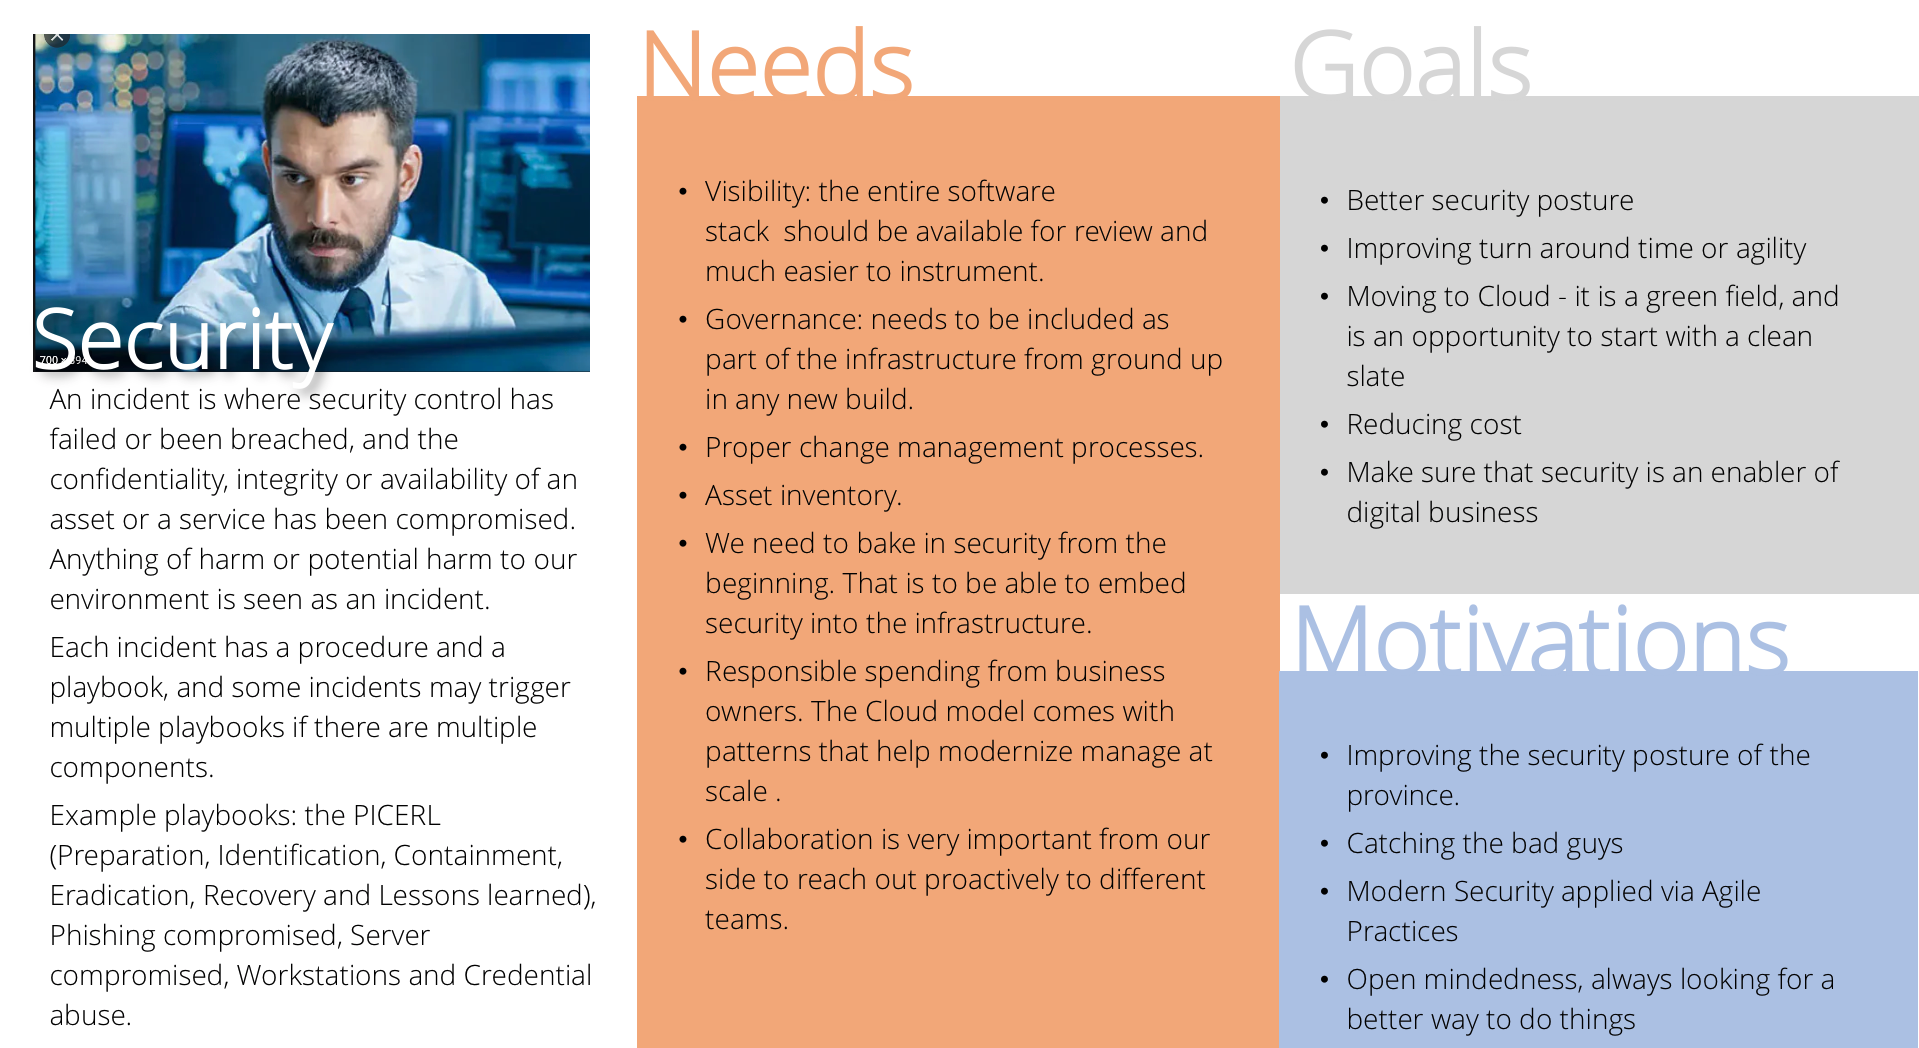 Security
700 × 394
An incident is where security control has
failed or been breached, and the
confidentiality, integrity or availability of an
asset or a service has been compromised.
Anything of harm or potential harm to our
environment is seen as an incident.
Each incident has a procedure and a
playbook, and some incidents may trigger
multiple playbooks if there are multiple
components.
Example playbooks: the PICERL
(Preparation, Identification, Containment,
Eradication, Recovery and Lessons learned),
Phishing compromised, Server
compromised, Workstations and Credential
abuse.
Needs
• Visibility: the entire software
stack  should be available for review and
much easier to instrument.
• Governance: needs to be included as
part of the infrastructure from ground up
in any new build.
• Proper change management processes.
• Asset inventory.
• We need to bake in security from the
beginning. That is to be able to embed
security into the infrastructure.
• Responsible spending from business
owners. The Cloud model comes with
patterns that help modernize manage at
scale .
• Collaboration is very important from our
side to reach out proactively to different
teams.
Goals
• Better security posture
• Improving turn around time or agility
• Moving to Cloud - it is a green field, and
is an opportunity to start with a clean
slate
• Reducing cost
• Make sure that security is an enabler of
digital business
Motivations
• Improving the security posture of the
province.
• Catching the bad guys
• Modern Security applied via Agile
Practices
• Open mindedness, always looking for a
better way to do things